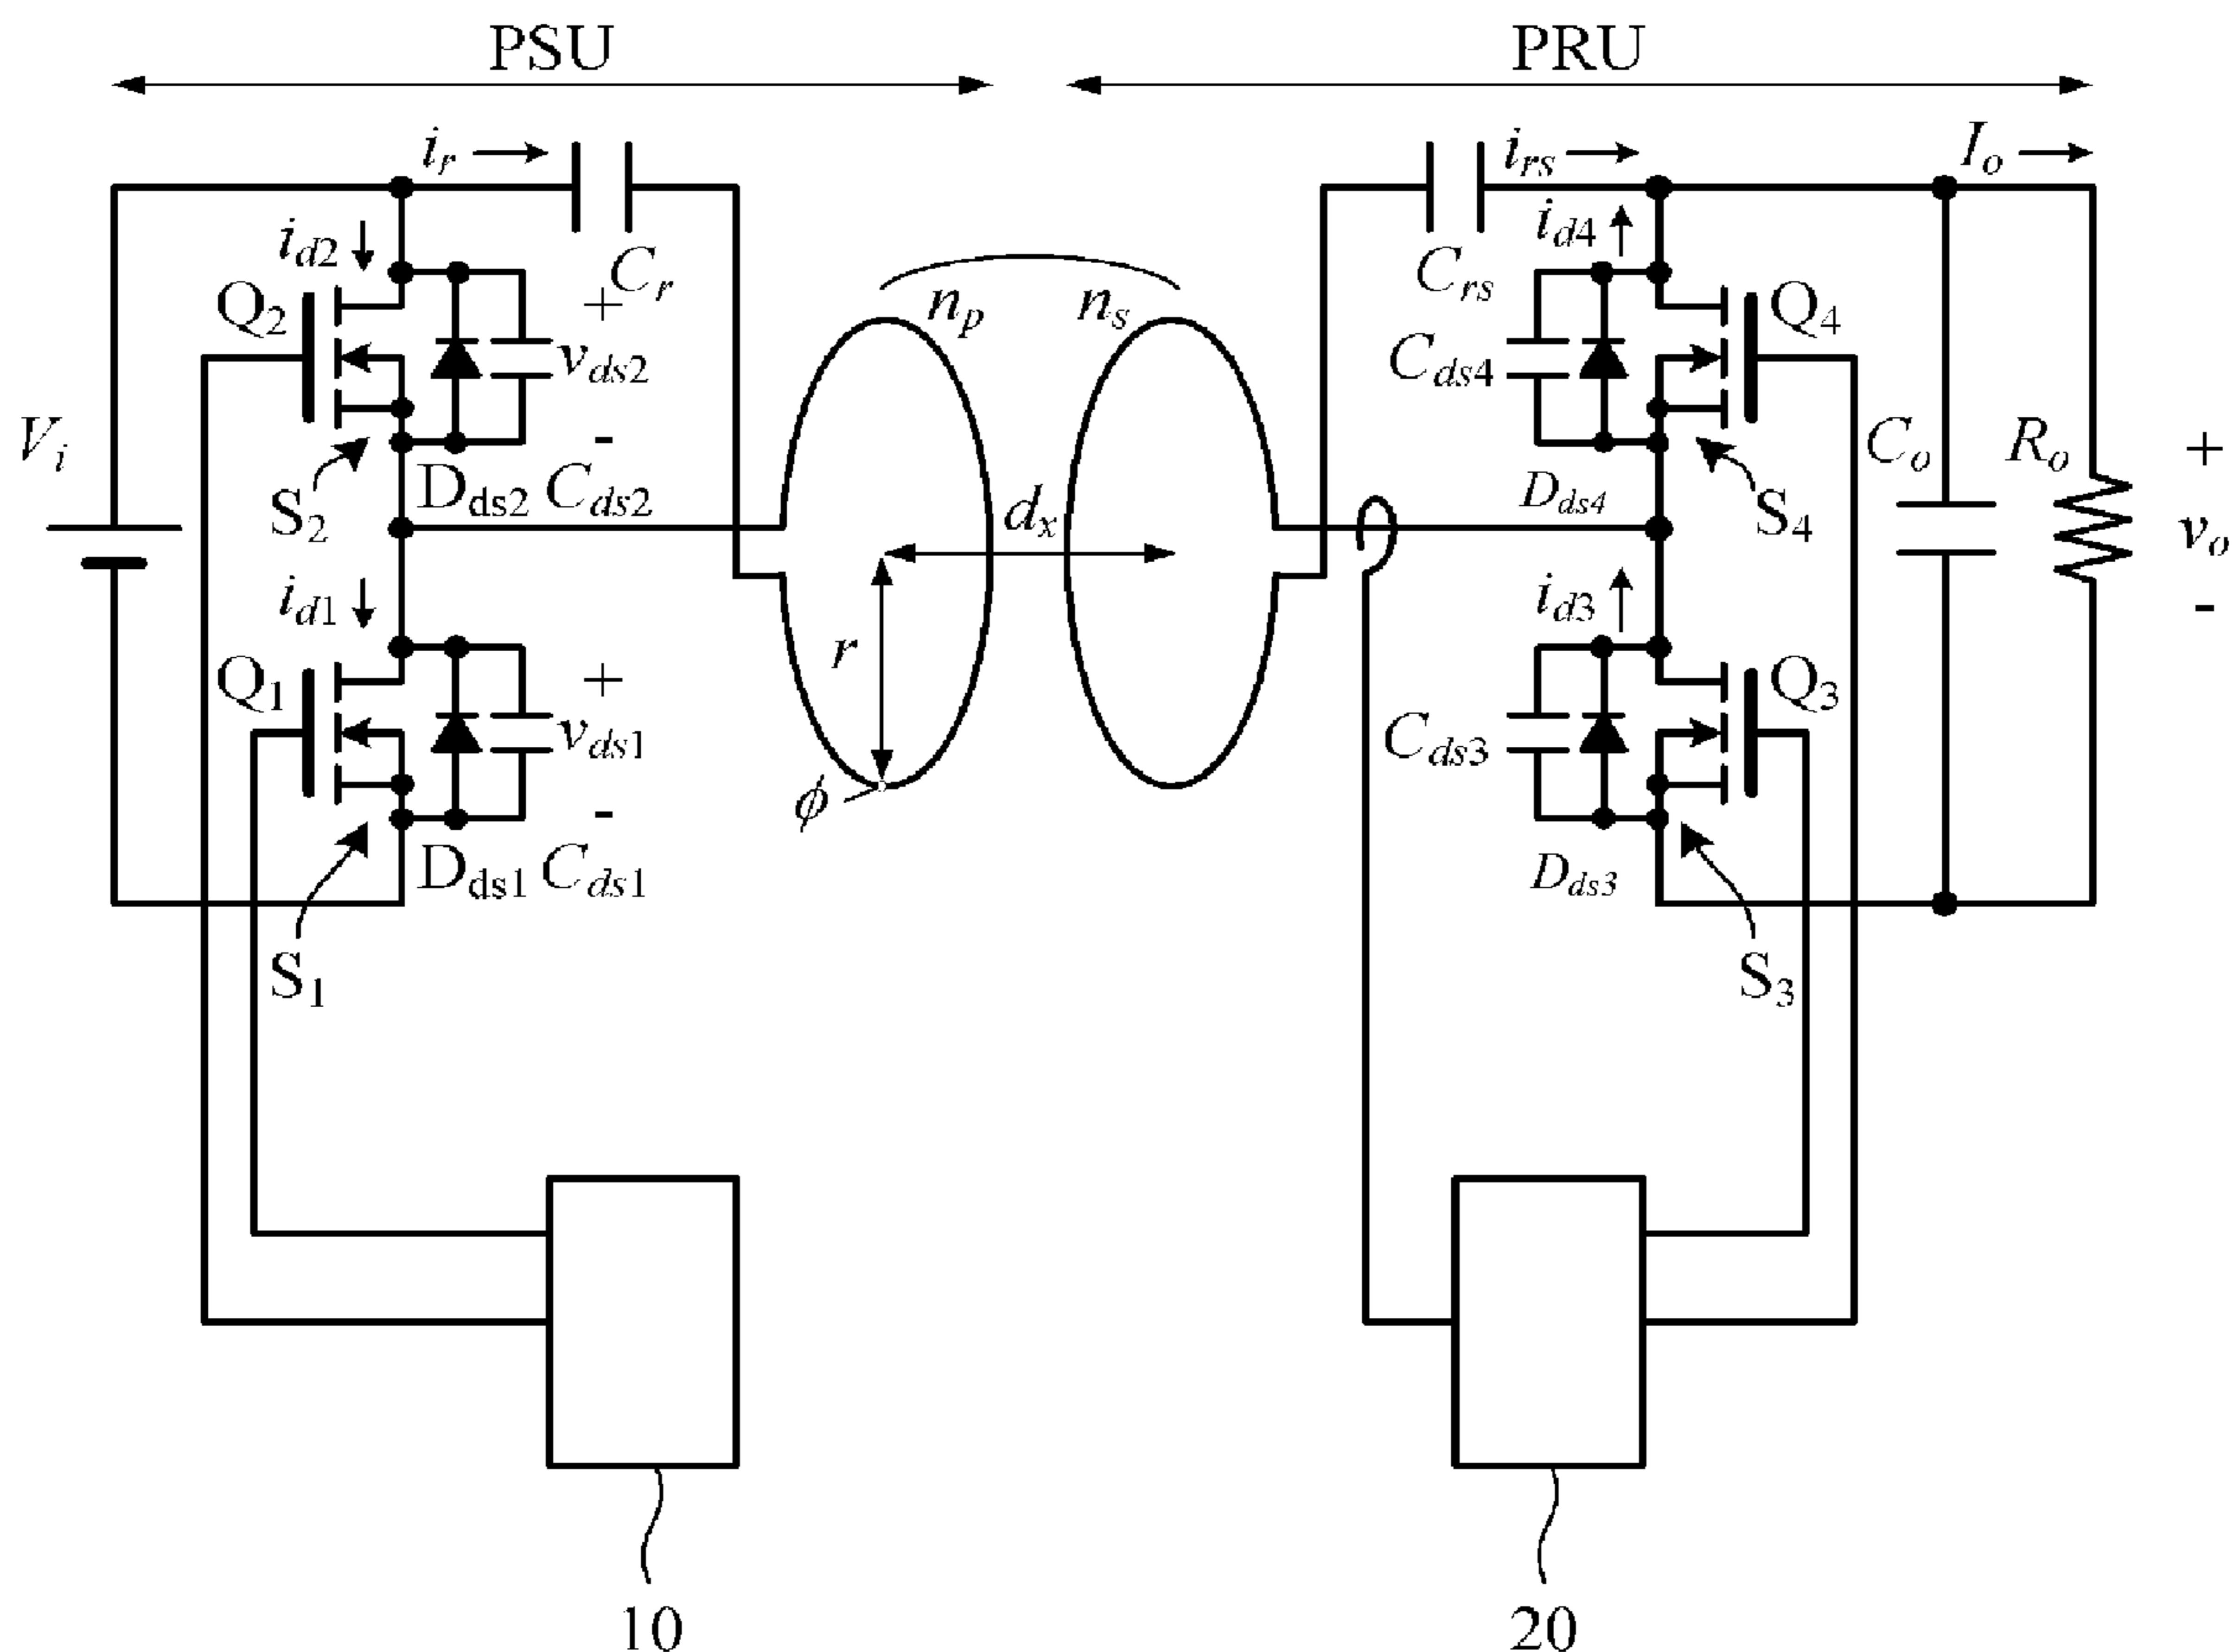 PSU PRU
i_r i_rs I_o
i_d2 i_d4
C_r C_rs
Q_2 + n_p n_s Q_4
v_ds2 C_ds4
V_i - C_o R_o +
S_2 D_ds2 C_ds2 d_x D_ds4 S_4 v_o
i_d1 i_d3 -
Q_1 + r Q_3
v_ds1 C_ds3
- ϕ
D_ds1 C_ds1 D_ds3
S_1 S_3
10 20